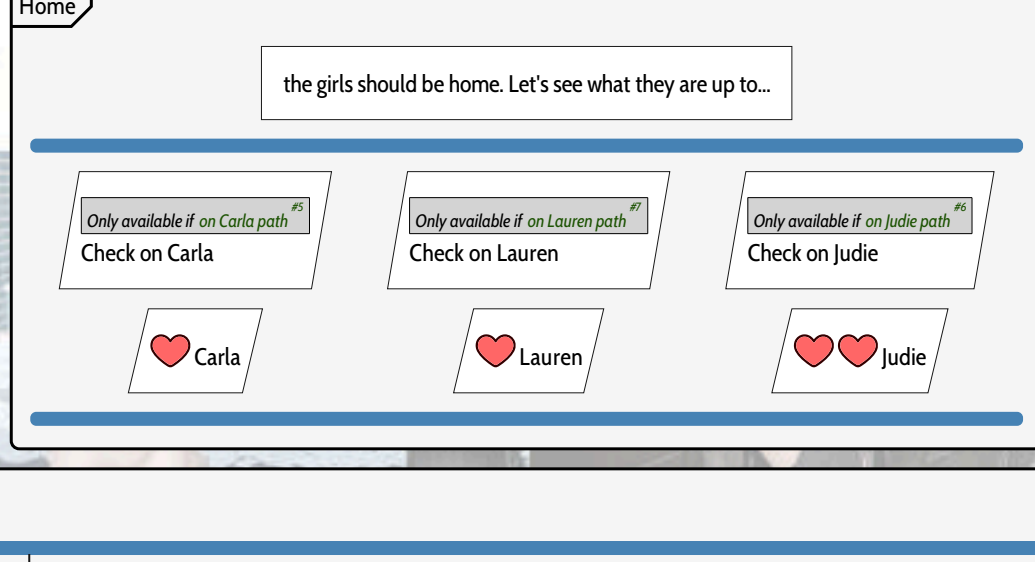 Home
the girls should be home. Let's see what they are up to...
Only available if on Carla path #5
Check on Carla
Only available if on Lauren path #7
Check on Lauren
Only available if on Judie path #6
Check on Judie
Carla
Lauren
Judie